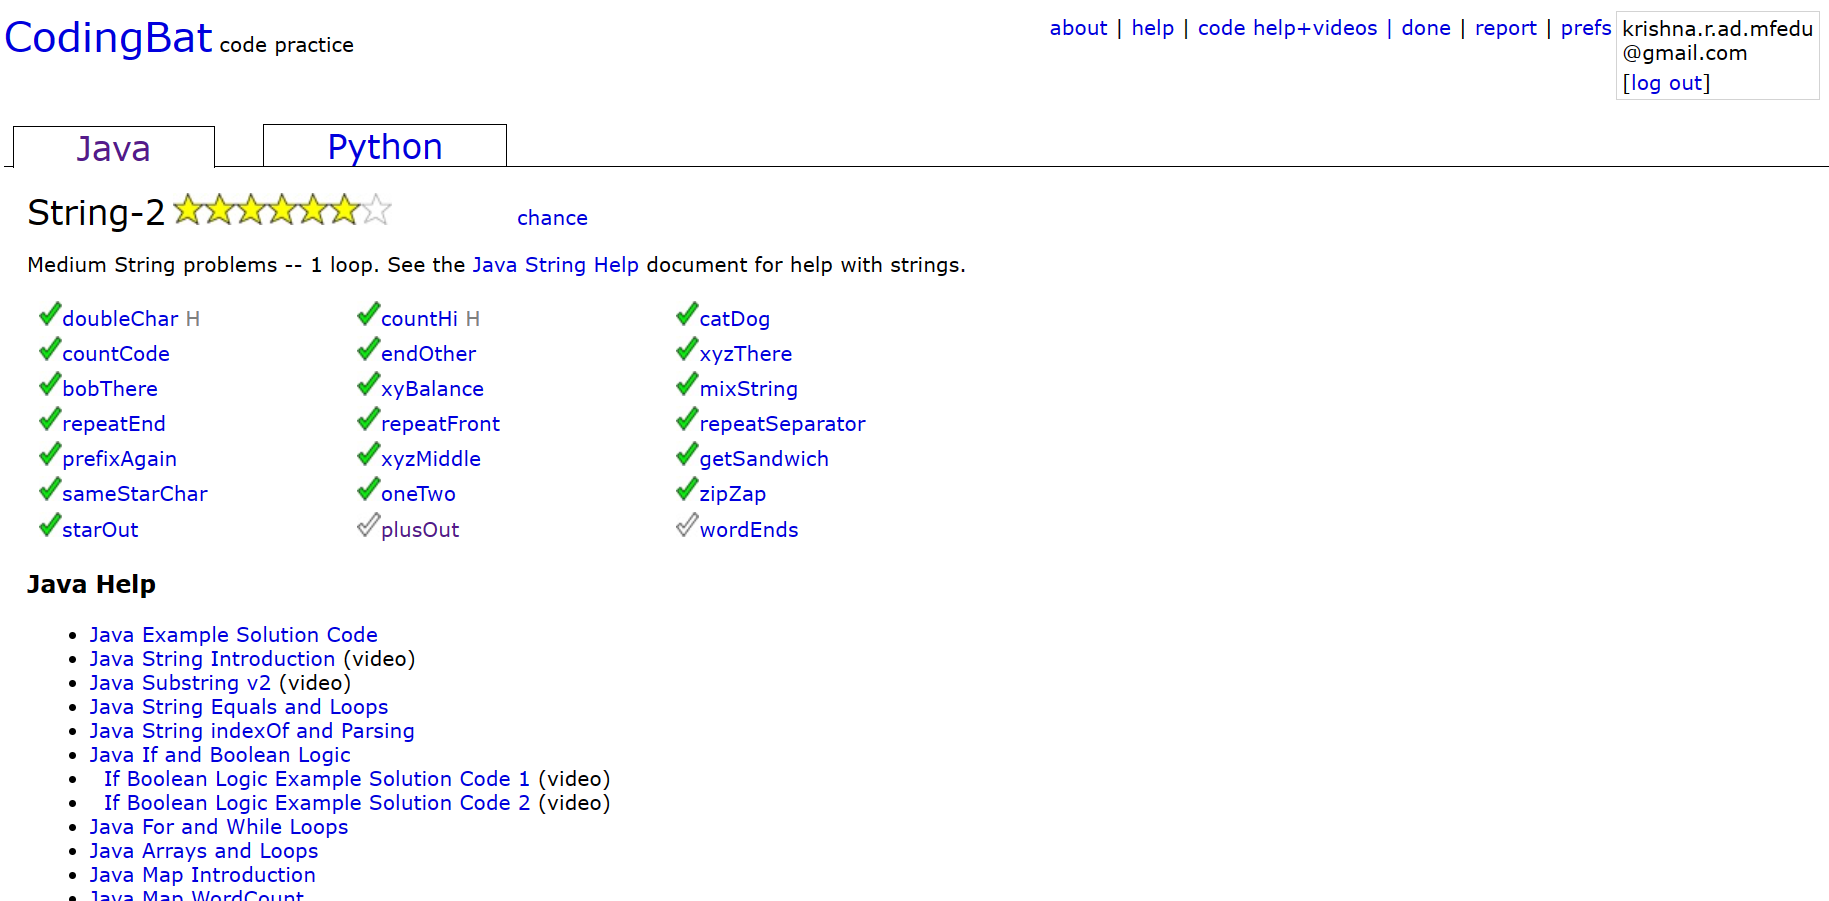 CodingBat code practice
about | help | code help+videos | done | report | prefs
krishna.r.ad.mfedu
@gmail.com
[log out]
Java
Python
String-2
chance
Medium String problems -- 1 loop. See the Java String Help document for help with strings.
doubleChar H countHi H catDog
countCode endOther xyzThere
bobThere xyBalance mixString
repeatEnd repeatFront repeatSeparator
prefixAgain xyzMiddle getSandwich
sameStarChar oneTwo zipZap
starOut plusOut wordEnds
Java Help
• Java Example Solution Code
• Java String Introduction (video)
• Java Substring v2 (video)
• Java String Equals and Loops
• Java String indexOf and Parsing
• Java If and Boolean Logic
• If Boolean Logic Example Solution Code 1 (video)
• If Boolean Logic Example Solution Code 2 (video)
• Java For and While Loops
• Java Arrays and Loops
• Java Map Introduction
• Java Map WordCount